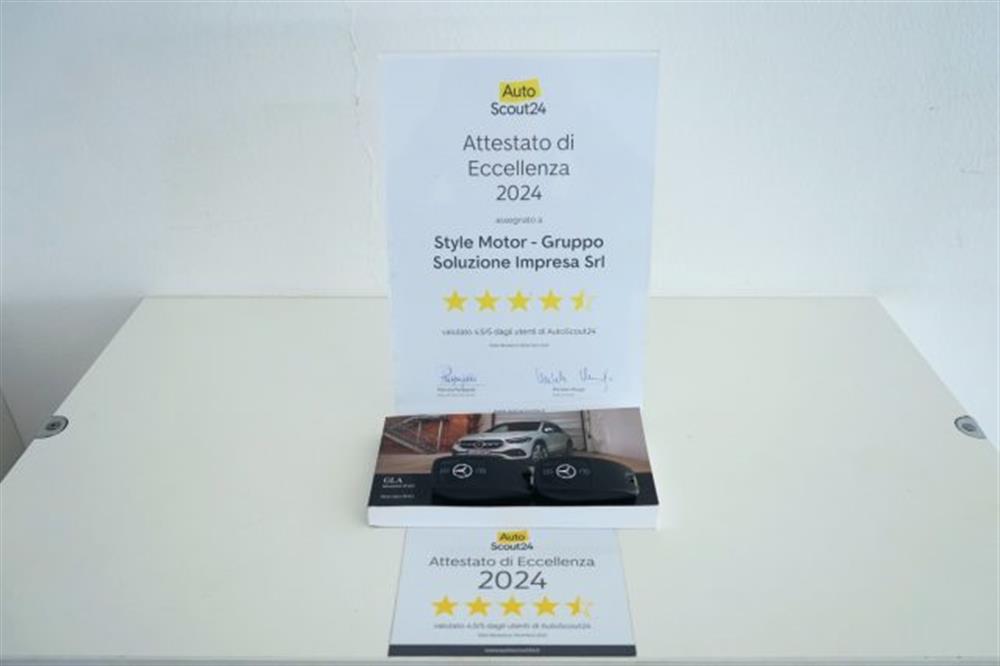 Auto
Scout24
Attestato di
Eccellenza
2024
assegnato a
Style Motor - Gruppo
Soluzione Impresa Srl
valutato 4.5/5 dagli utenti di AutoScout24
GLA
Auto
Scout24
Attestato di Eccellenza
2024
valutato 4.5/5 dagli utenti di AutoScout24